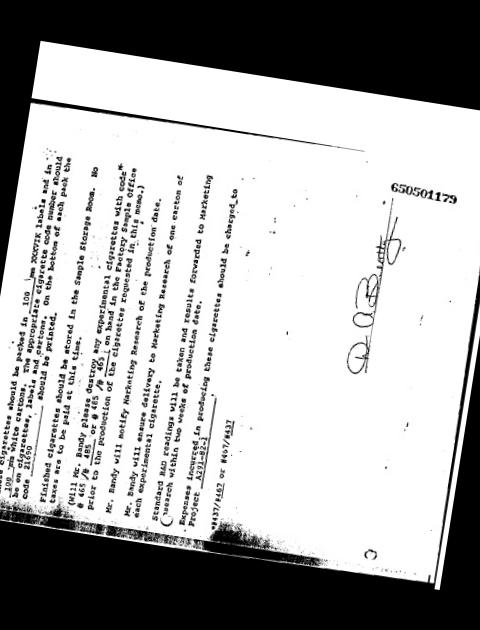 cigarettes should be packed in 100 mm XXXVIK labels and in
100 mm white cartons. The appropriate cigarette code number should
be on cigarettes, labels and cartons. On the bottom of each pack the
code 21690 should be printed.
Finished cigarettes should be stored in the Sample Storage Room. No
taxes are to be paid at this time.
(Will Mr. Bandy please destroy any experimental cigarettes with code*
@ 465 /@ 485 or @ 465 /@ 465 on hand in the Factory Sample Office
prior to the production of the cigarettes requested in this memo.)
Mr. Bandy will notify Marketing Research of the production date.
Mr. Bandy will ensure delivery to Marketing Research of one carton of
each experimental cigarette.
Standard RAO readings will be taken and results forwarded to Marketing
Research within two weeks of production date.
Expenses incurred in producing these cigarettes should be charged to
Project A291-82-1.
*#437/#467 or #467/#437
650501179